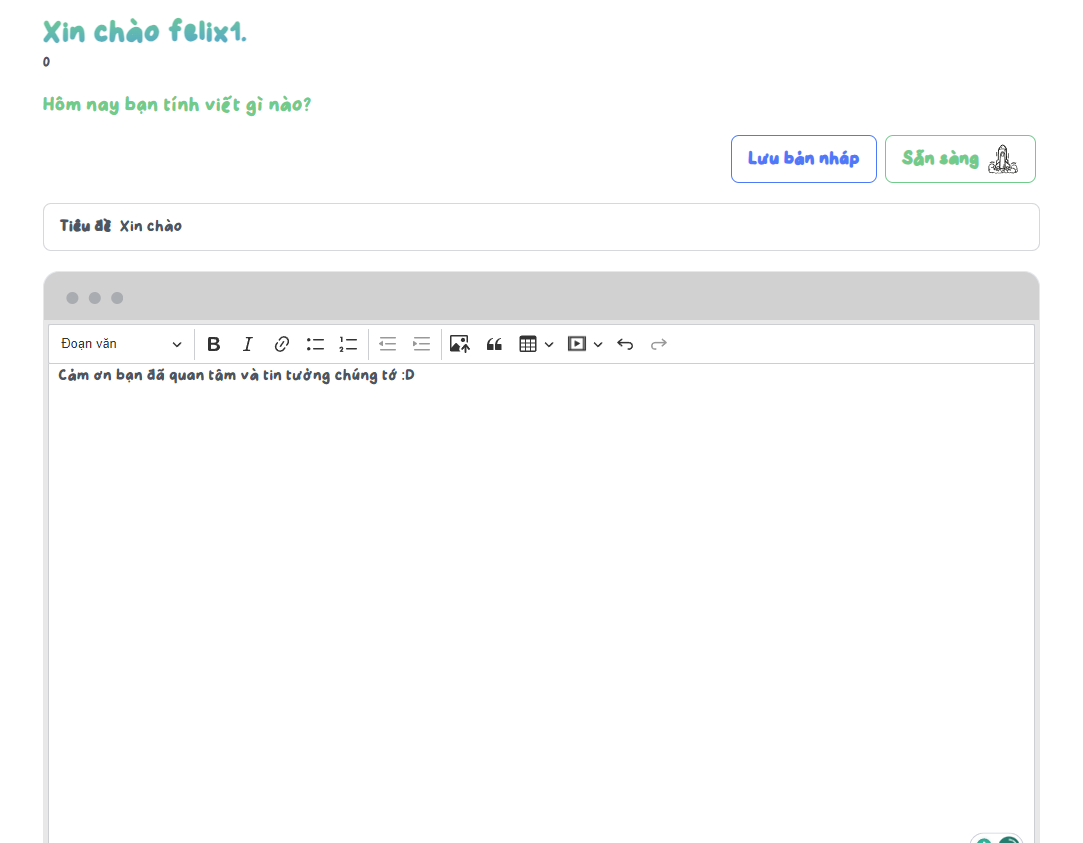 Xin chào felix1.
0
Hôm nay bạn tính viết gì nào?
Lưu bản nháp
Sẵn sàng
Tiêu đề Xin chào
Đoạn văn
Cảm ơn bạn đã quan tâm và tin tưởng chúng tớ :D